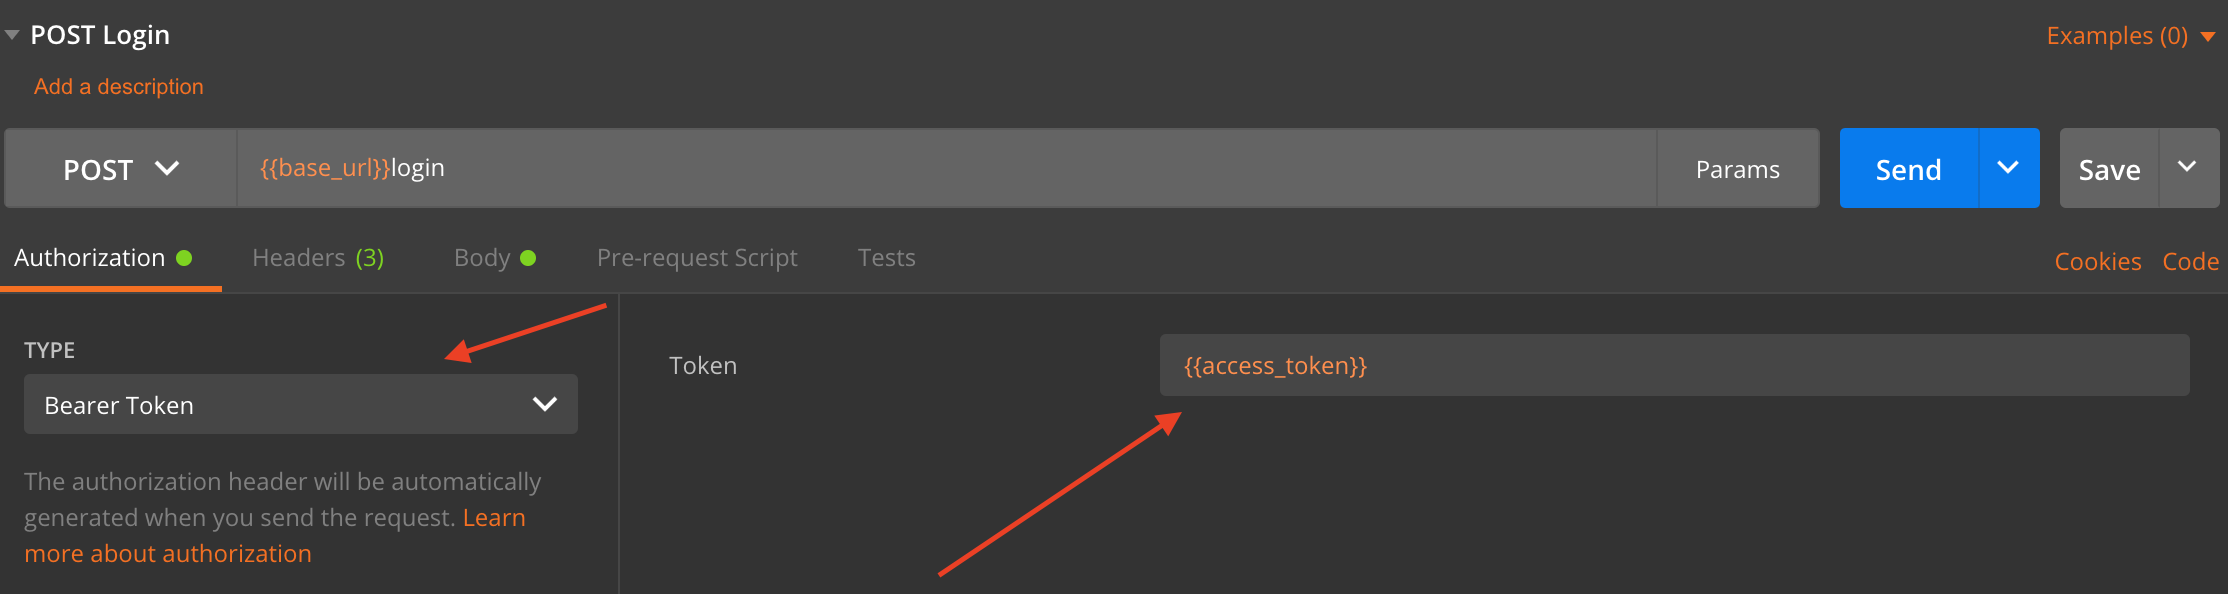 POST Login
Examples (0)
Add a description
POST
{{base_url}}login
Params
Send
Save
Authorization
Headers (3)
Body
Pre-request Script
Tests
Cookies
Code
TYPE
Bearer Token
The authorization header will be automatically
generated when you send the request. Learn
more about authorization
Token
{{access_token}}